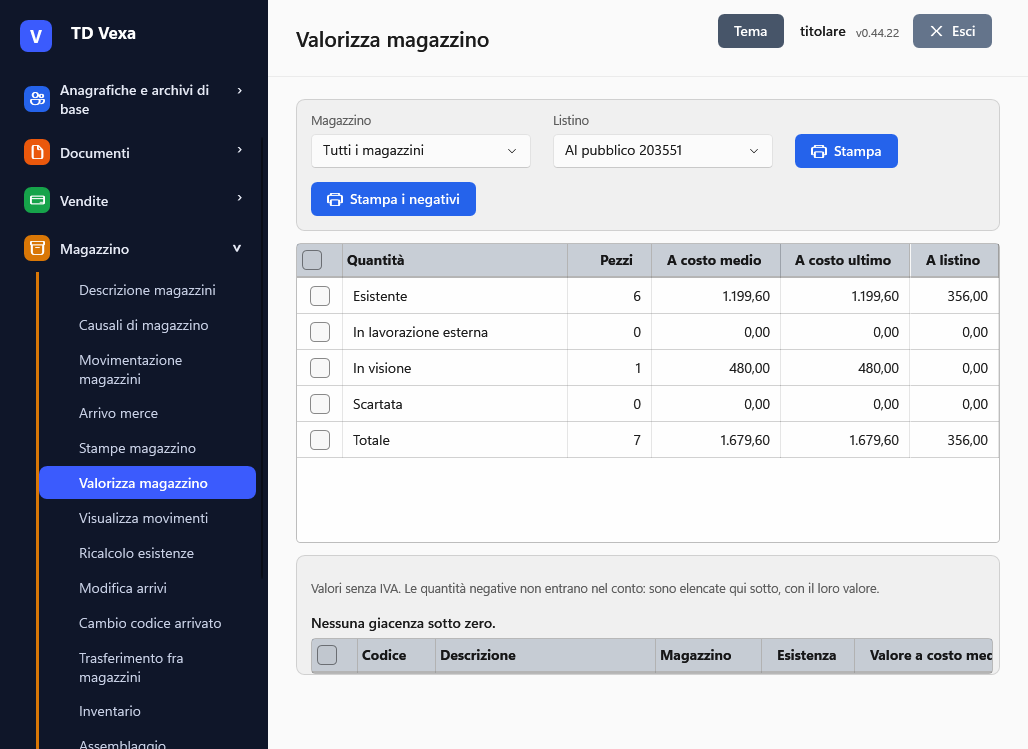 V
TD Vexa
Anagrafiche e archivi di
base
Documenti
Vendite
Magazzino
Descrizione magazzini
Causali di magazzino
Movimentazione
magazzini
Arrivo merce
Stampe magazzino
Valorizza magazzino
Visualizza movimenti
Ricalcolo esistenze
Modifica arrivi
Cambio codice arrivato
Trasferimento fra
magazzini
Inventario
Assemblaggio
Valorizza magazzino
Tema titolare v0.44.22 Esci
Magazzino Listino
Tutti i magazzini Al pubblico 203551 Stampa
Stampa i negativi
Quantità Pezzi A costo medio A costo ultimo A listino
Esistente 6 1.199,60 1.199,60 356,00
In lavorazione esterna 0 0,00 0,00 0,00
In visione 1 480,00 480,00 0,00
Scartata 0 0,00 0,00 0,00
Totale 7 1.679,60 1.679,60 356,00
Valori senza IVA. Le quantità negative non entrano nel conto: sono elencate qui sotto, con il loro valore.
Nessuna giacenza sotto zero.
Codice Descrizione Magazzino Esistenza Valore a costo med